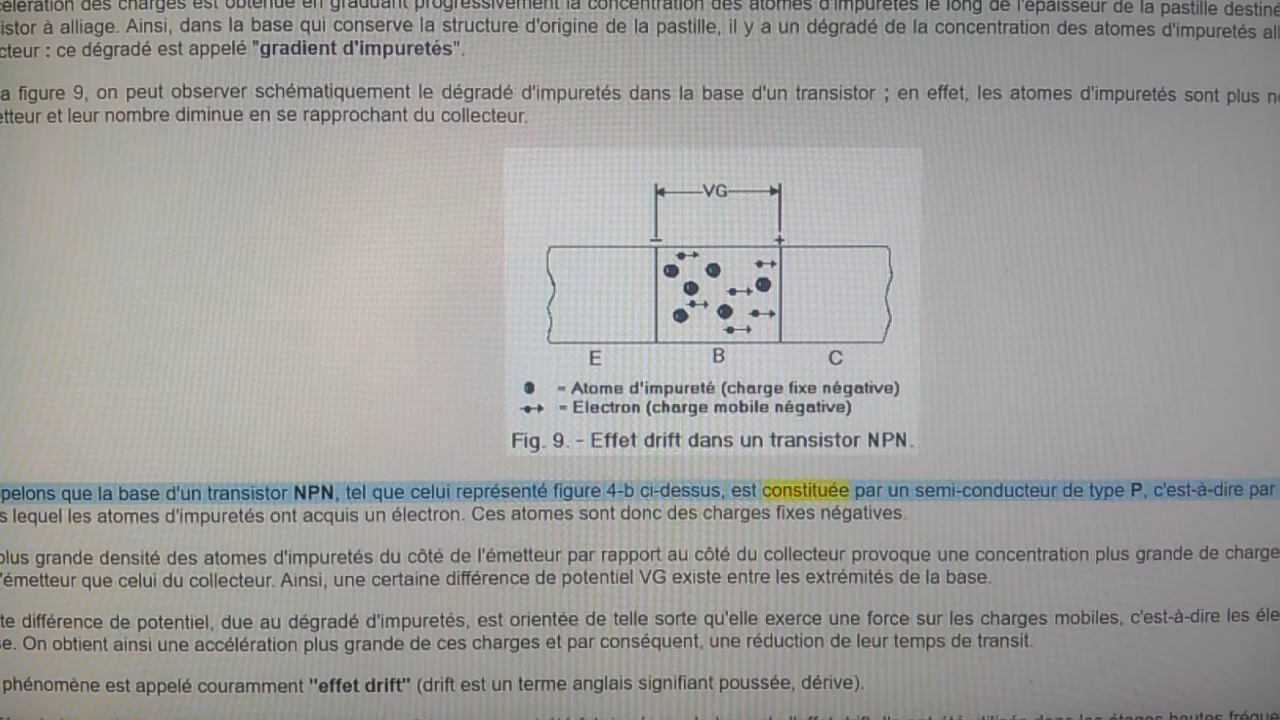 des charges est obtenue en graduant progressivement la concentration des atomes d'impuretés le long de l'épaisseur de la pastille
à alliage. Ainsi, dans la base qui conserve la structure d'origine de la pastille, il y a un dégradé de la concentration des atomes d'impuretés
: ce dégradé est appelé "gradient d'impuretés".
a figure 9, on peut observer schématiquement le dégradé d'impuretés dans la base d'un transistor ; en effet, les atomes d'impuretés sont plus
et leur nombre diminue en se rapprochant du collecteur.
VG
– +
E B C
= Atome d'impureté (charge fixe négative)
= Electron (charge mobile négative)
Fig. 9. - Effet drift dans un transistor NPN.
pelons que la base d'un transistor NPN, tel que celui représenté figure 4-b ci-dessus, est constituée par un semi-conducteur de type P, c'est-à-dire par
s lequel les atomes d'impuretés ont acquis un électron. Ces atomes sont donc des charges fixes négatives.
plus grande densité des atomes d'impuretés du côté de l'émetteur par rapport au côté du collecteur provoque une concentration plus grande de charge
l'émetteur que celui du collecteur. Ainsi, une certaine différence de potentiel VG existe entre les extrémités de la base.
te différence de potentiel, due au dégradé d'impuretés, est orientée de telle sorte qu'elle exerce une force sur les charges mobiles, c'est-à-dire les
e. On obtient ainsi une accélération plus grande de ces charges et par conséquent, une réduction de leur temps de transit.
phénomène est appelé couramment "effet drift" (drift est un terme anglais signifiant poussée, dérive).